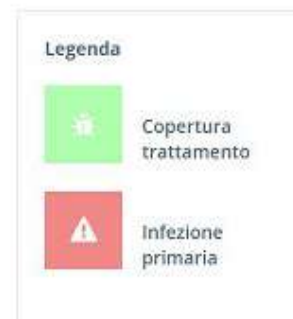 Legenda
Copertura
trattamento
Infezione
primaria